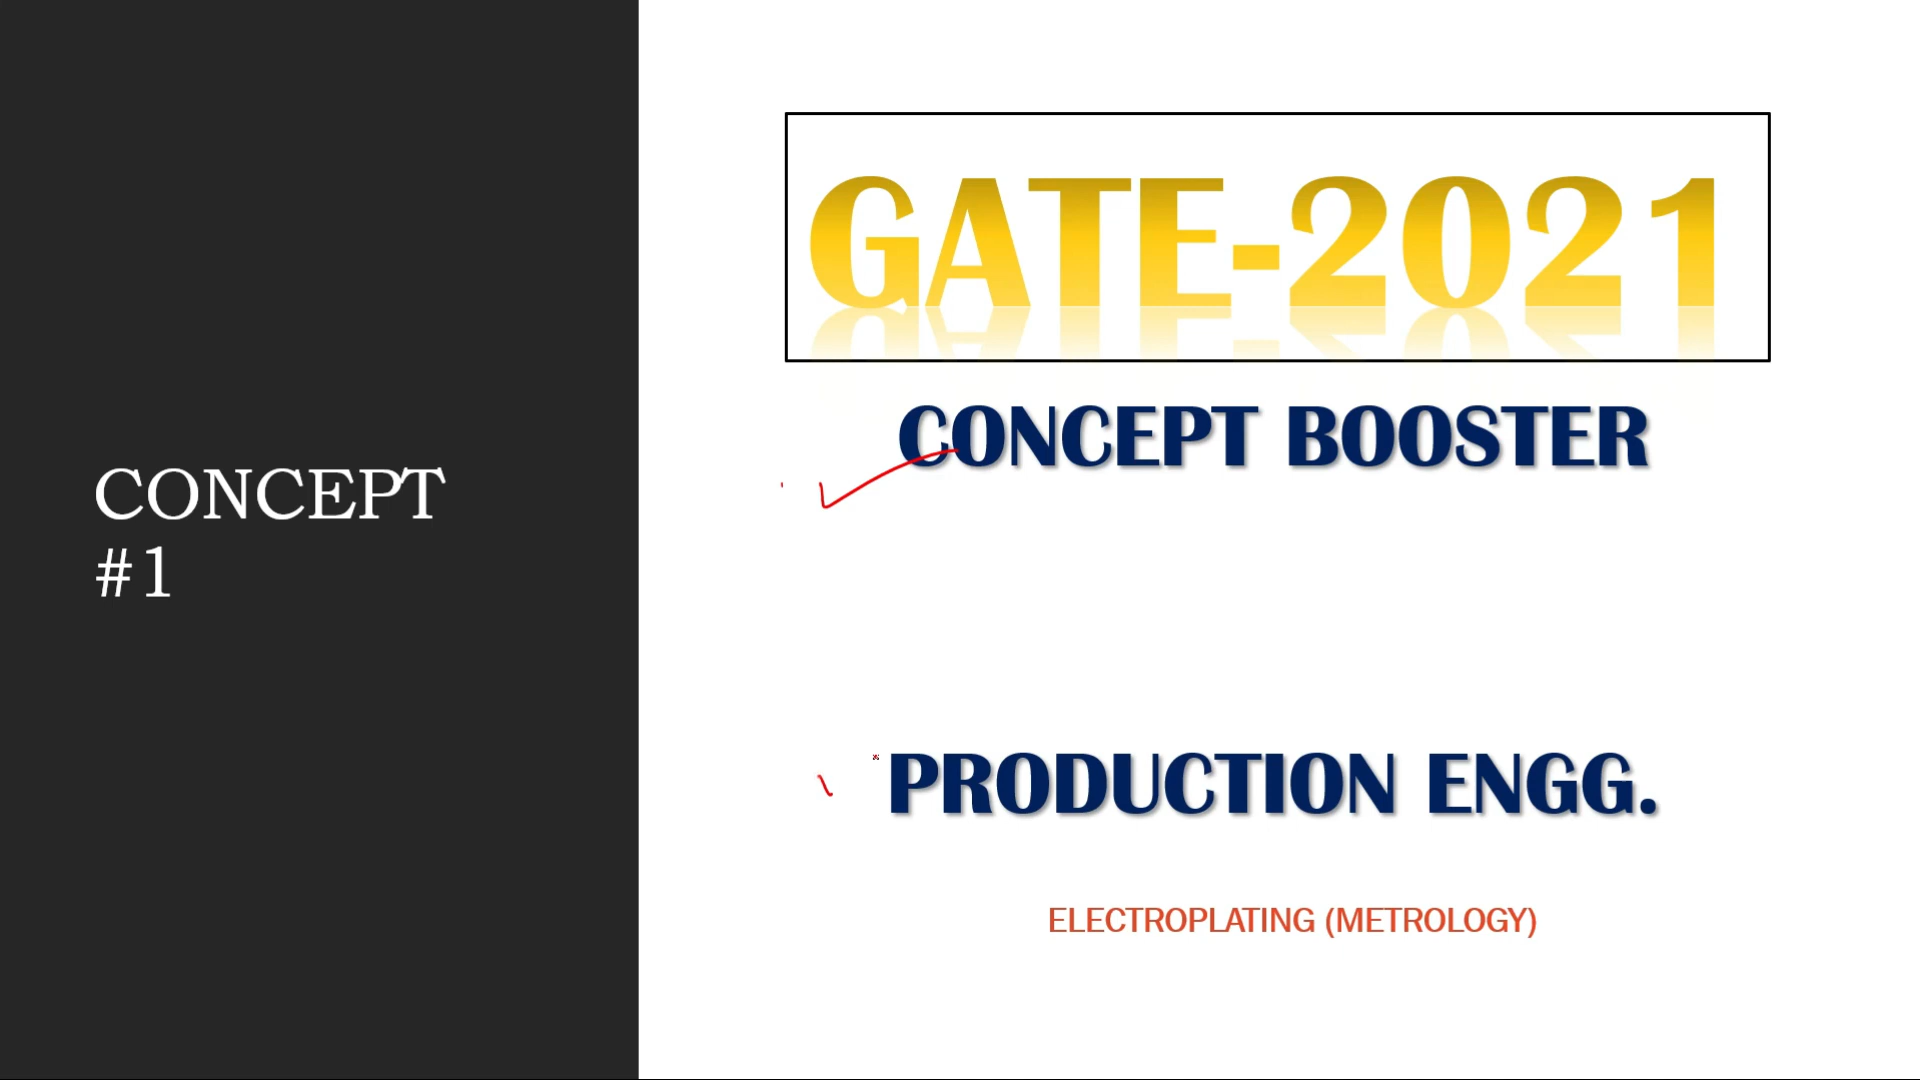 CONCEPT
#1
GATE-2021
CONCEPT BOOSTER
PRODUCTION ENGG.
ELECTROPLATING (METROLOGY)